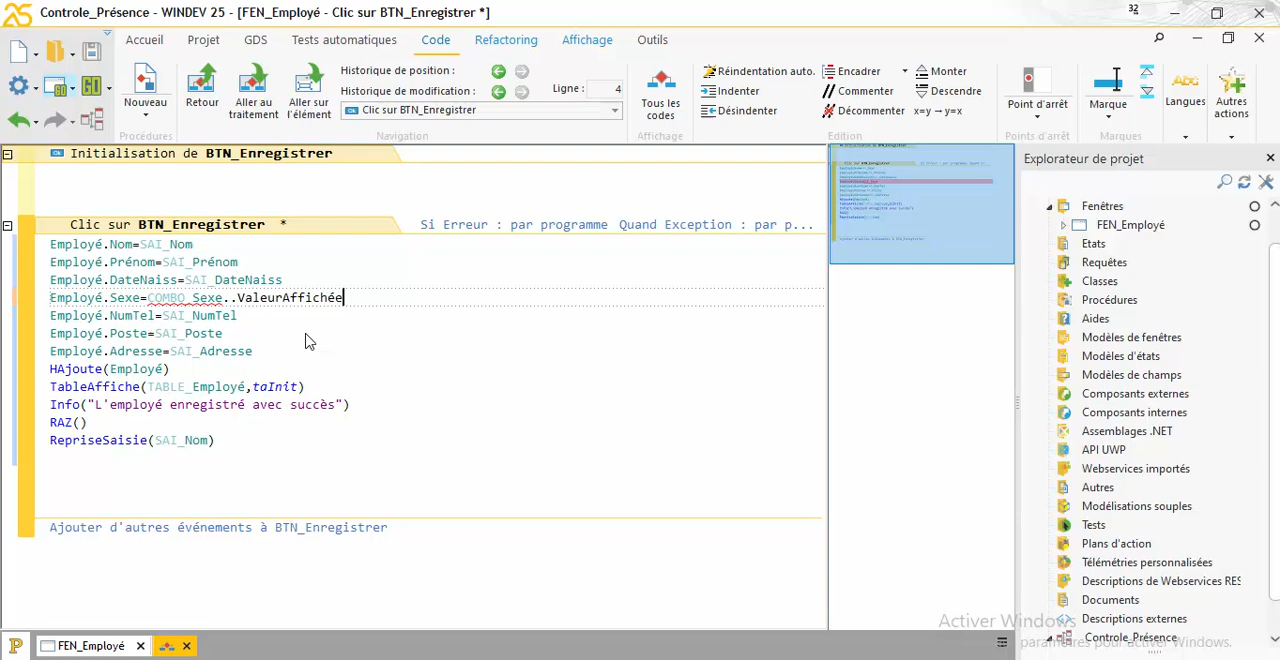 Controle_Présence - WINDEV 25 - [FEN_Employé - Clic sur BTN_Enregistrer *]
32
Accueil Projet GDS Tests automatiques Code Refactoring Affichage Outils
Nouveau
Procédures
Retour
Aller au traitement
Aller sur l'élément
Historique de position :
Historique de navigation :
Ligne : 4
Clic sur BTN_Enregistrer
Navigation
Tous les codes
Affichage
Réindentation auto.
Indenter
Désindenter
Encadrer
// Commenter
Décommenter
Monter
Descendre
x=y → y=x
Edition
Point d'arrêt
Points d'arrêt
Marque
Marques
Langues
Autres actions
Initialisation de BTN_Enregistrer
Clic sur BTN_Enregistrer * Si Erreur : par programme Quand Exception : par p...
Employé.Nom=SAI_Nom
Employé.Prénom=SAI_Prénom
Employé.DateNaiss=SAI_DateNaiss
Employé.Sexe=COMBO_Sexe..ValeurAffichée
Employé.NumTel=SAI_NumTel
Employé.Poste=SAI_Poste
Employé.Adresse=SAI_Adresse
HAjoute(Employé)
TableAffiche(TABLE_Employé,taInit)
Info("L'employé enregistré avec succès")
RAZ()
RepriseSaisie(SAI_Nom)
Ajouter d'autres événements à BTN_Enregistrer
Explorateur de projet
Fenêtres
FEN_Employé
Etats
Requêtes
Classes
Procédures
Aides
Modèles de fenêtres
Modèles d'états
Modèles de champs
Composants externes
Composants internes
Assemblages .NET
API UWP
Webservices importés
Autres
Modélisations souples
Tests
Plans d'action
Télémétries personnalisées
Descriptions de Webservices RES
Documents
Descriptions externes
Controle_Présence
Activer Windows
paramètres pour activer Windows.
FEN_Employé